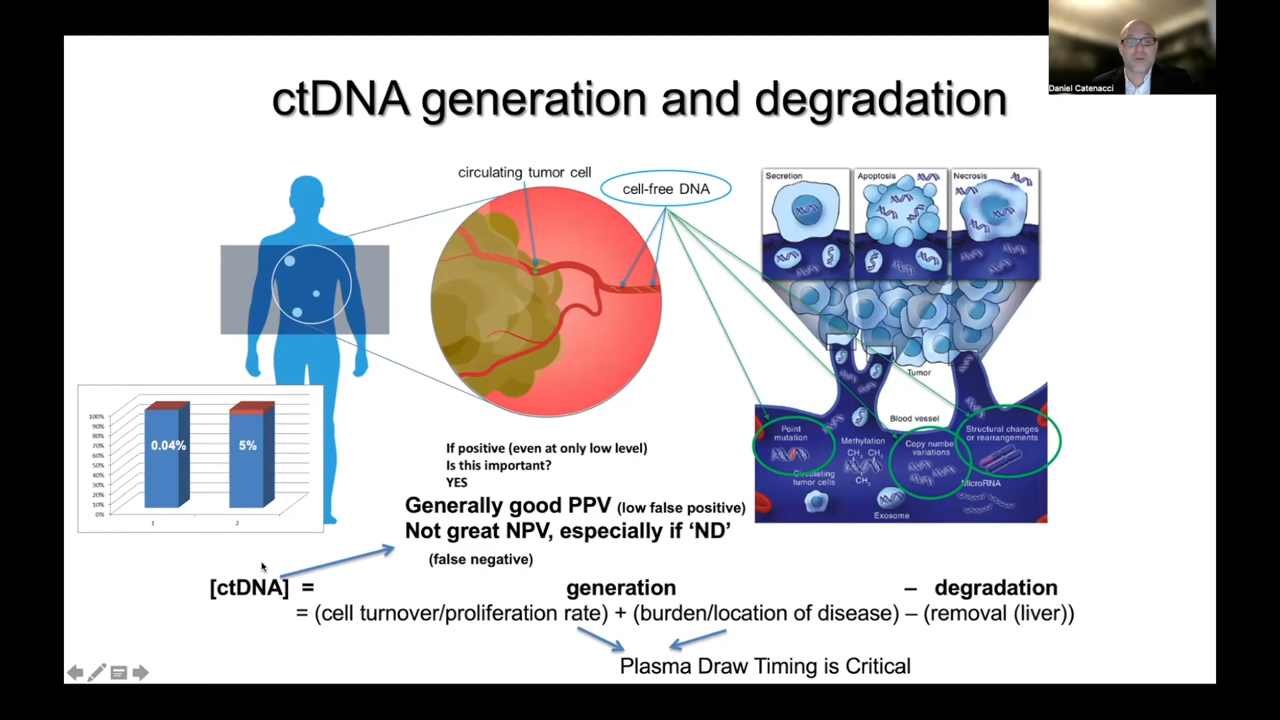 Daniel Catenacci
ctDNA generation and degradation
circulating tumor cell
cell-free DNA
Secretion
Apoptosis
Necrosis
Tumor
Blood vessel
Point
mutation
Circulating
tumor cells
Methylation
CH3 CH3
CH3
Exosome
Copy numbe
variations
Structural changes
or rearrangements
MicroRNA
100%
90%
80%
70%
60%
50%
40%
30%
20%
10%
0%
0.04%
5%
1
2
If positive (even at only low level)
Is this important?
YES
Generally good PPV (low false positive)
Not great NPV, especially if ‘ND’
(false negative)
[ctDNA] = generation – degradation
= (cell turnover/proliferation rate) + (burden/location of disease) – (removal (liver))
Plasma Draw Timing is Critical